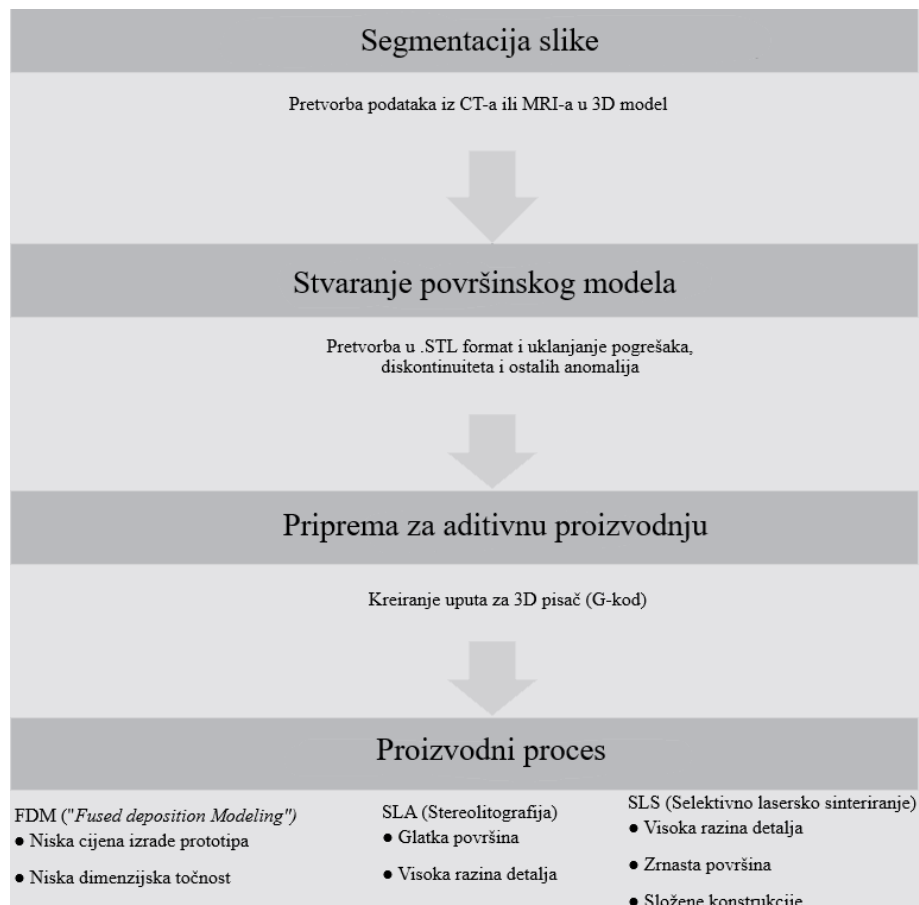 Segmentacija slike
Pretvorba podataka iz CT-a ili MRI-a u 3D model
Stvaranje površinskog modela
Pretvorba u .STL format i uklanjanje pogrešaka,
diskontinuiteta i ostalih anomalija
Priprema za aditivnu proizvodnju
Kreiranje uputa za 3D pisač (G-kod)
Proizvodni proces
FDM ("Fused deposition Modeling")
● Niska cijena izrade prototipa
● Niska dimenzijska točnost
SLA (Stereolitografija)
● Glatka površina
● Visoka razina detalja
SLS (Selektivno lasersko sinteriranje)
● Visoka razina detalja
● Zrnasta površina
● Složene konstrukcije